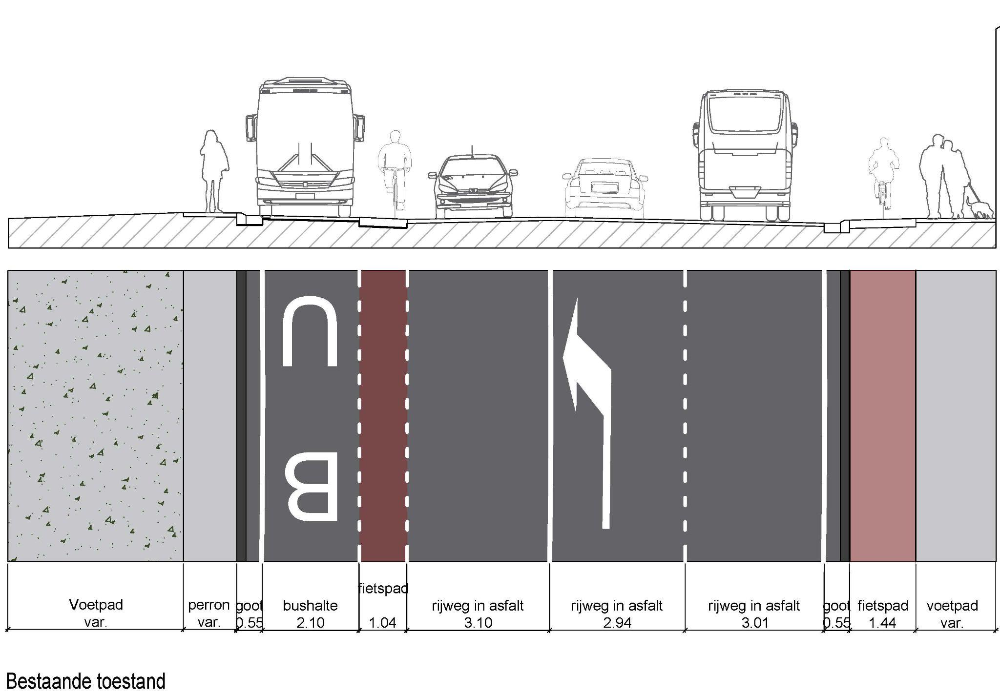 U
B
fietspad
Voetpad
perron
goot
bushalte
rijweg in asfalt
rijweg in asfalt
rijweg in asfalt
goot
fietspad
voetpad
var.
var.
0.55
2.10
1.04
3.10
2.94
3.01
0.55
1.44
var.
Bestaande toestand